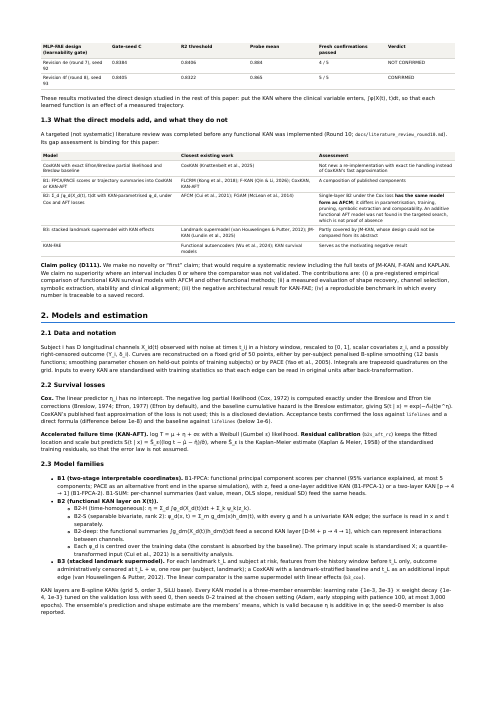 MLP-FAE design (learnability gate) Gate-seed C R2 threshold Probe mean Fresh confirmations passed Verdict
Revision 4e (round 7), seed 92 0.8384 0.8406 0.884 4 / 5 NOT CONFIRMED
Revision 4f (round 8), seed 93 0.8405 0.8322 0.865 5 / 5 CONFIRMED
These results motivated the direct design studied in the rest of this paper: put the KAN where the clinical variable enters, ∫φ(X(t), t)dt, so that each
learned function is an effect of a measured trajectory.
1.3 What the direct models add, and what they do not
A targeted (not systematic) literature review was completed before any functional KAN was implemented (Round 10; docs/literature_review_round10.md).
Its gap assessment is binding for this paper:
Model Closest existing work Assessment
CoxKAN with exact Efron/Breslow partial likelihood and Breslow baseline CoxKAN (Knottenbelt et al., 2025) Not new: a re-implementation with exact tie handling instead of CoxKAN's fast approximation
B1: FPCA/PACE scores or trajectory summaries into CoxKAN or KAN-AFT FLCRM (Kong et al., 2018); F-KAN (Qin & Li, 2026); CoxKAN, KAN-AFT A composition of published components
B2: Σ_d ∫φ_d(X_d(t), t)dt with KAN-parametrised φ_d, under Cox and AFT losses AFCM (Cui et al., 2021); FGAM (McLean et al., 2014) Single-layer B2 under the Cox loss has the same model form as AFCM; it differs in parametrisation, training, pruning, symbolic extraction and comparability. An additive functional AFT model was not found in the targeted search, which is not proof of absence
B3: stacked landmark supermodel with KAN effects Landmark supermodel (van Houwelingen & Putter, 2012); JM-KAN (Lundis et al., 2025) Partly covered by JM-KAN, whose design could not be compared from its abstract
KAN-FAE Functional autoencoders (Wu et al., 2024); KAN survival models Serves as the motivating negative result
Claim policy (D111). We make no novelty or "first" claim; that would require a systematic review including the full texts of JM-KAN, F-KAN and KAPLAN.
We claim no superiority where an interval includes 0 or where the comparator was not validated. The contributions are: (i) a pre-registered empirical
comparison of functional KAN survival models with AFCM and other functional methods; (ii) a measured evaluation of shape recovery, channel selection,
symbolic extraction, stability and clinical alignment; (iii) the negative architectural result for KAN-FAE; (iv) a reproducible benchmark in which every
number is traceable to a saved record.
2. Models and estimation
2.1 Data and notation
Subject i has D longitudinal channels X_id(t) observed with noise at times t_ij in a history window, rescaled to [0, 1], scalar covariates z_i, and a possibly
right-censored outcome (Y_i, δ_i). Curves are reconstructed on a fixed grid of 50 points, either by per-subject penalised B-spline smoothing (12 basis
functions; smoothing parameter chosen on held-out points of training subjects) or by PACE (Yao et al., 2005). Integrals are trapezoid quadratures on the
grid. Inputs to every KAN are standardised with training statistics so that each edge can be read in original units after back-transformation.
2.2 Survival losses
Cox. The linear predictor η_i has no intercept. The negative log partial likelihood (Cox, 1972) is computed exactly under the Breslow and Efron tie
corrections (Breslow, 1974; Efron, 1977) (Efron by default), and the baseline cumulative hazard is the Breslow estimator, giving S(t | x) = exp(−Λ₀(t)e^η).
CoxKAN's published fast approximation of the loss is not used; this is a disclosed deviation. Acceptance tests confirmed the loss against lifelines and a
direct formula (difference below 1e-8) and the baseline against lifelines (below 1e-6).
Accelerated failure time (KAN-AFT). log T = μ + η + σε with a Weibull (Gumbel ε) likelihood. Residual calibration (b2s_aft_rc) keeps the fitted
location and scale but predicts S(t | x) = Ŝ_ε((log t − μ̂ − η̂)/σ̂), where Ŝ_ε is the Kaplan–Meier estimate (Kaplan & Meier, 1958) of the standardised
training residuals, so that the error law is not assumed.
2.3 Model families
• B1 (two-stage interpretable coordinates). B1-FPCA: functional principal component scores per channel (95% variance explained, at most 5
components; PACE as an alternative front end in the sparse simulation), with z, feed a one-layer additive KAN (B1-FPCA-1) or a two-layer KAN [p → 4
→ 1] (B1-FPCA-2). B1-SUM: per-channel summaries (last value, mean, OLS slope, residual SD) feed the same heads.
• B2 (functional KAN layer on X(t)).
B2-H (time-homogeneous): η = Σ_d ∫φ_d(X_d(t))dt + Σ_k ψ_k(z_k).
B2-S (separable bivariate, rank 2): φ_d(x, t) = Σ_m g_dm(x)h_dm(t), with every g and h a univariate KAN edge; the surface is read in x and t
separately.
B2-deep: the functional summaries ∫g_dm(X_d(t))h_dm(t)dt feed a second KAN layer [D·M + p → 4 → 1], which can represent interactions
between channels.
Each φ_d is centred over the training data (the constant is absorbed by the baseline). The primary input scale is standardised X; a quantile-
transformed input (Cui et al., 2021) is a sensitivity analysis.
• B3 (stacked landmark supermodel). For each landmark t_L and subject at risk, features from the history window before t_L only, outcome
administratively censored at t_L + w, one row per (subject, landmark); a CoxKAN with a landmark-stratified baseline and t_L as an additional input
edge (van Houwelingen & Putter, 2012). The linear comparator is the same supermodel with linear effects (b3_cox).
KAN layers are B-spline KANs (grid 5, order 3, SiLU base). Every KAN model is a three-member ensemble: learning rate {1e-3, 3e-3} × weight decay {1e-
4, 1e-3} tuned on the validation loss with seed 0, then seeds 0–2 trained at the chosen setting (Adam, early stopping with patience 100, at most 3,000
epochs). The ensemble's prediction and shape estimate are the members' means, which is valid because η is additive in φ; the seed-0 member is also
reported.